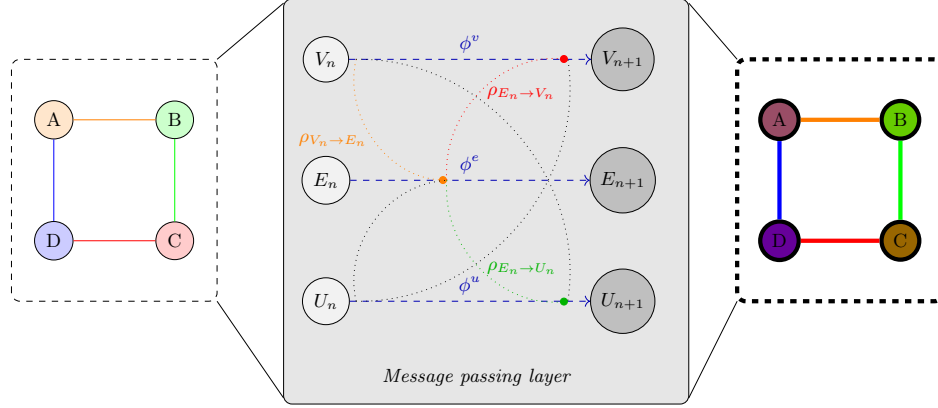 A
B
D
C
V_n
ϕ^v
V_{n+1}
ρ_{E_n→V_n}
ρ_{V_n→E_n}
E_n
ϕ^e
E_{n+1}
ρ_{E_n→U_n}
U_n
ϕ^u
U_{n+1}
Message passing layer
A
B
D
C